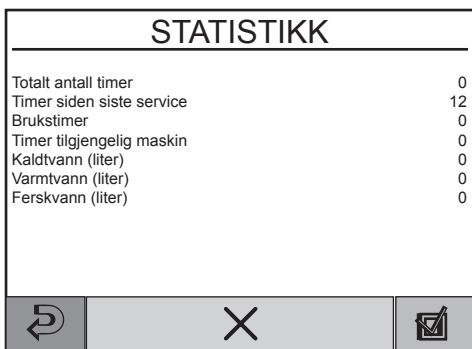 STATISTIKK
Totalt antall timer 0
Timer siden siste service 12
Brukstimer 0
Timer tilgjengelig maskin 0
Kaldtvann (liter) 0
Varmtvann (liter) 0
Ferskvann (liter) 0